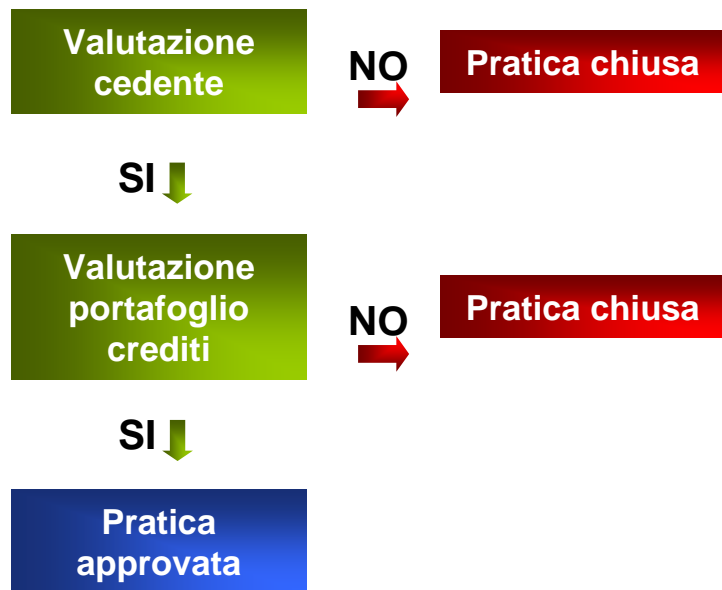 Valutazione
cedente
NO
Pratica chiusa
SI
Valutazione
portafoglio
crediti
NO
Pratica chiusa
SI
Pratica
approvata